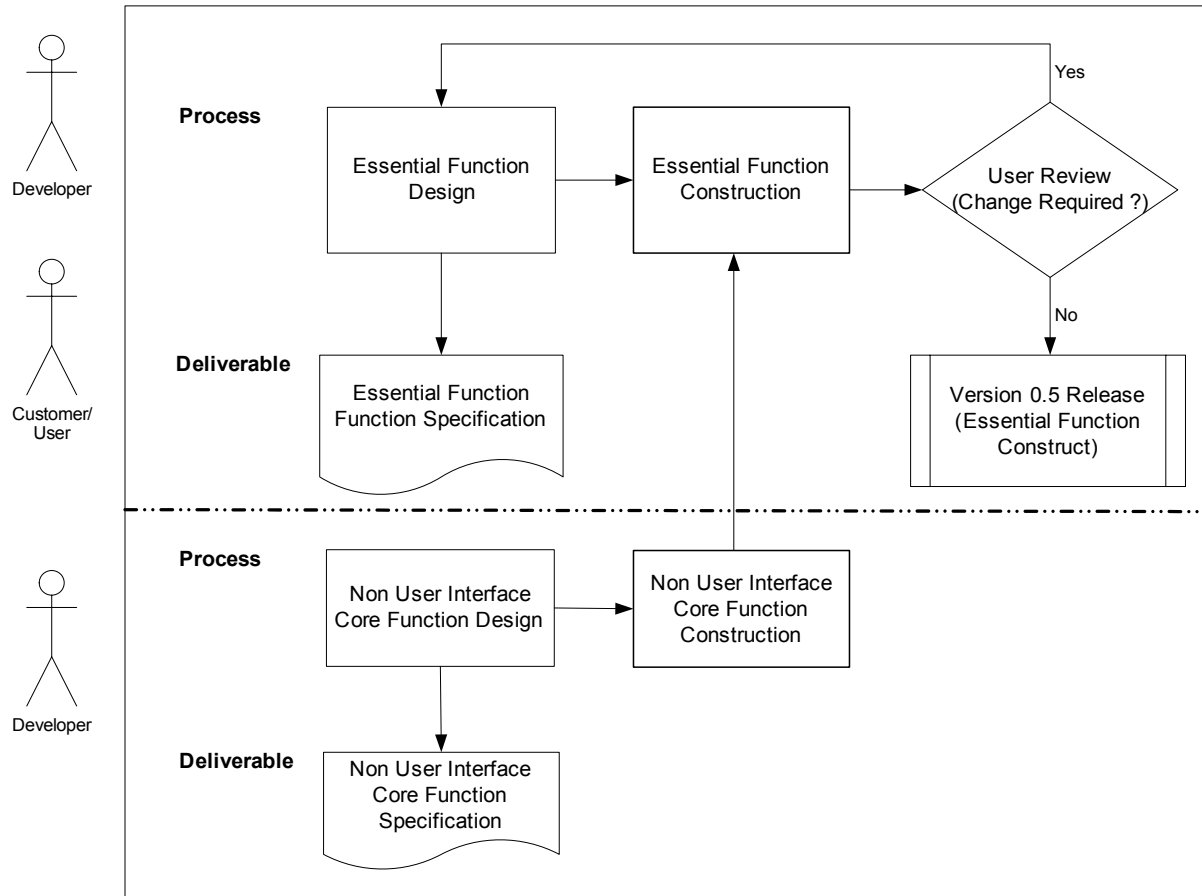 Developer
Customer/
User
Process
Essential Function
Design
Essential Function
Construction
User Review
(Change Required ?)
Yes
No
Deliverable
Essential Function
Function Specification
Version 0.5 Release
(Essential Function
Construct)
Developer
Process
Non User Interface
Core Function Design
Non User Interface
Core Function
Construction
Deliverable
Non User Interface
Core Function
Specification